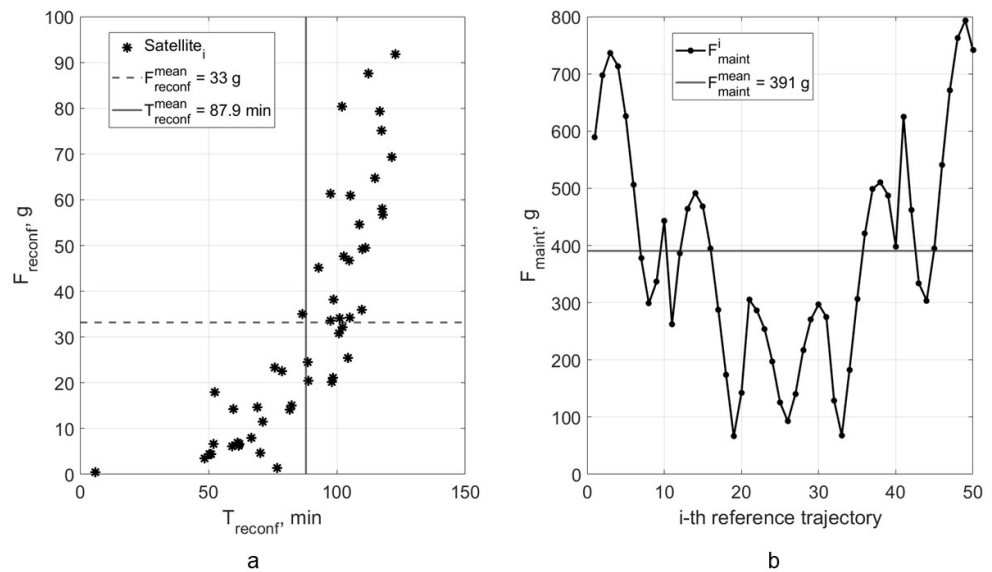 100
90
80
70
60
50
40
30
20
10
0
0 50 100 150
F_reconf, g
T_reconf, min
Satellite_i
F_reconf^mean = 33 g
T_reconf^mean = 87.9 min
a
800
700
600
500
400
300
200
100
0
0 10 20 30 40 50
F_maint, g
i-th reference trajectory
F_maint^i
F_maint^mean = 391 g
b